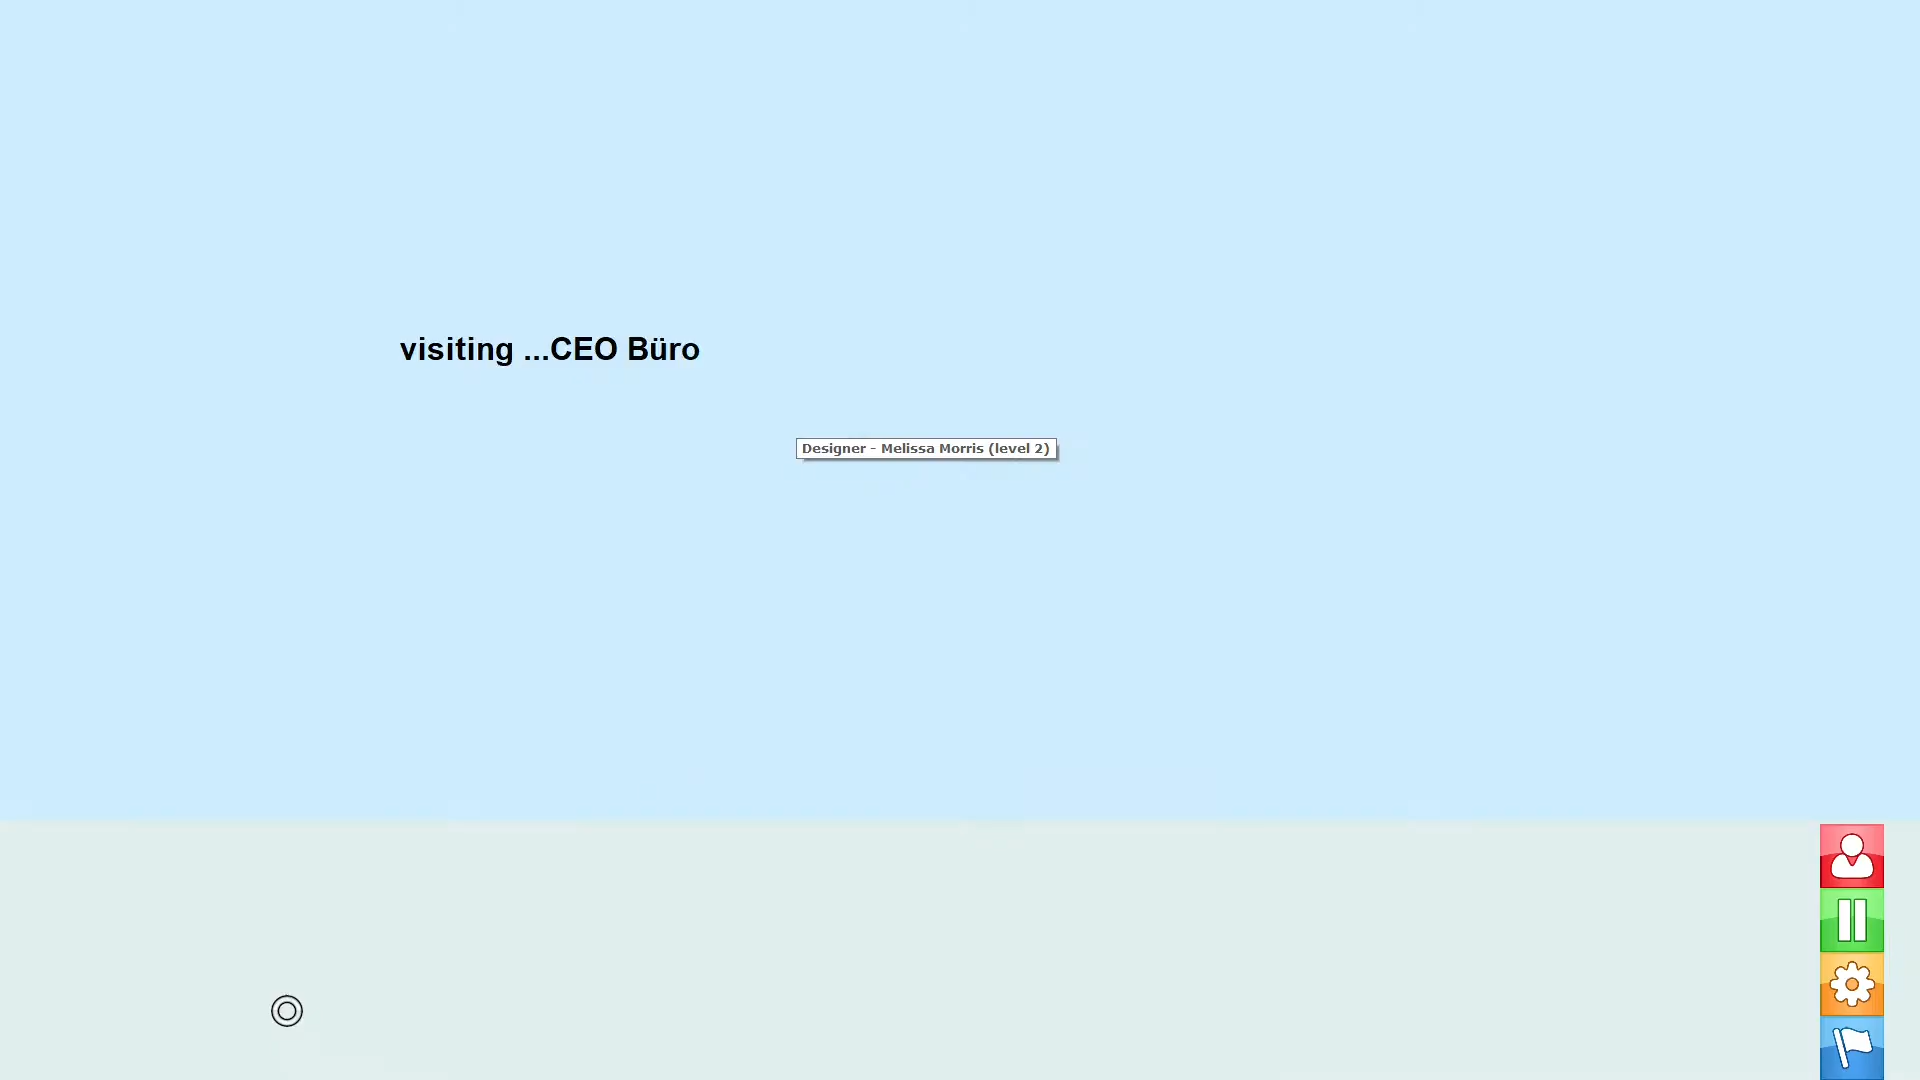 visiting ...CEO Büro
Designer - Melissa Morris (level 2)